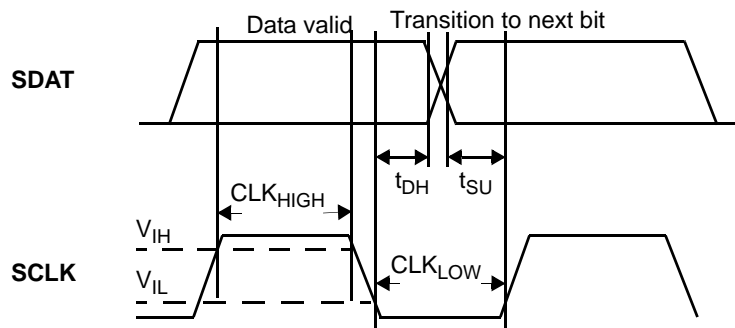 Data valid
Transition to next bit
SDAT
tDH
tSU
CLKHIGH
VIH
CLKLOW
SCLK
VIL